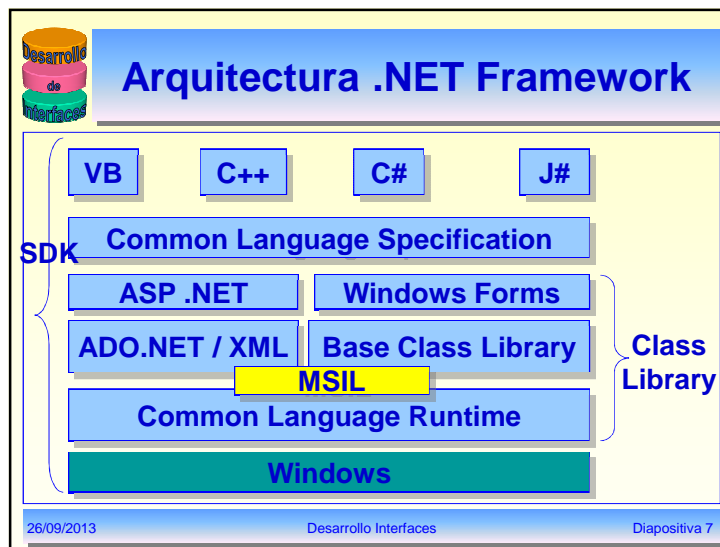 Desarrollo
de
Interfaces
Arquitectura .NET Framework
VB C++ C# J#
SDK
Common Language Specification
ASP .NET Windows Forms
ADO.NET / XML Base Class Library
Class
Library
MSIL
Common Language Runtime
Windows
26/09/2013 Desarrollo Interfaces Diapositiva 7